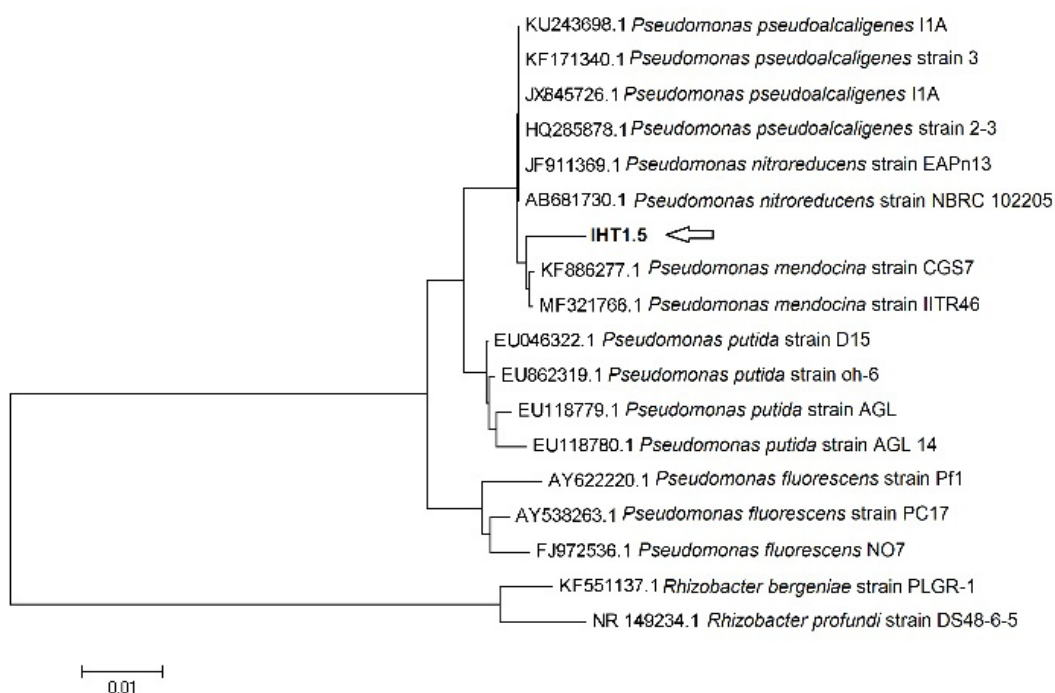 KU243698.1 Pseudomonas pseudoalcaligenes I1A
KF171340.1 Pseudomonas pseudoalcaligenes strain 3
JX845726.1 Pseudomonas pseudoalcaligenes I1A
HQ285878.1 Pseudomonas pseudoalcaligenes strain 2-3
JF911369.1 Pseudomonas nitroreducens strain EAPn13
AB681730.1 Pseudomonas nitroreducens strain NBRC 102205
IHT1.5
KF886277.1 Pseudomonas mendocina strain CGS7
MF321766.1 Pseudomonas mendocina strain IITR46
EU046322.1 Pseudomonas putida strain D15
EU862319.1 Pseudomonas putida strain oh-6
EU118779.1 Pseudomonas putida strain AGL
EU118780.1 Pseudomonas putida strain AGL 14
AY622220.1 Pseudomonas fluorescens strain Pf1
AY538263.1 Pseudomonas fluorescens strain PC17
FJ972536.1 Pseudomonas fluorescens NO7
KF551137.1 Rhizobacter bergeniae strain PLGR-1
NR 149234.1 Rhizobacter profundi strain DS48-6-5
0.01